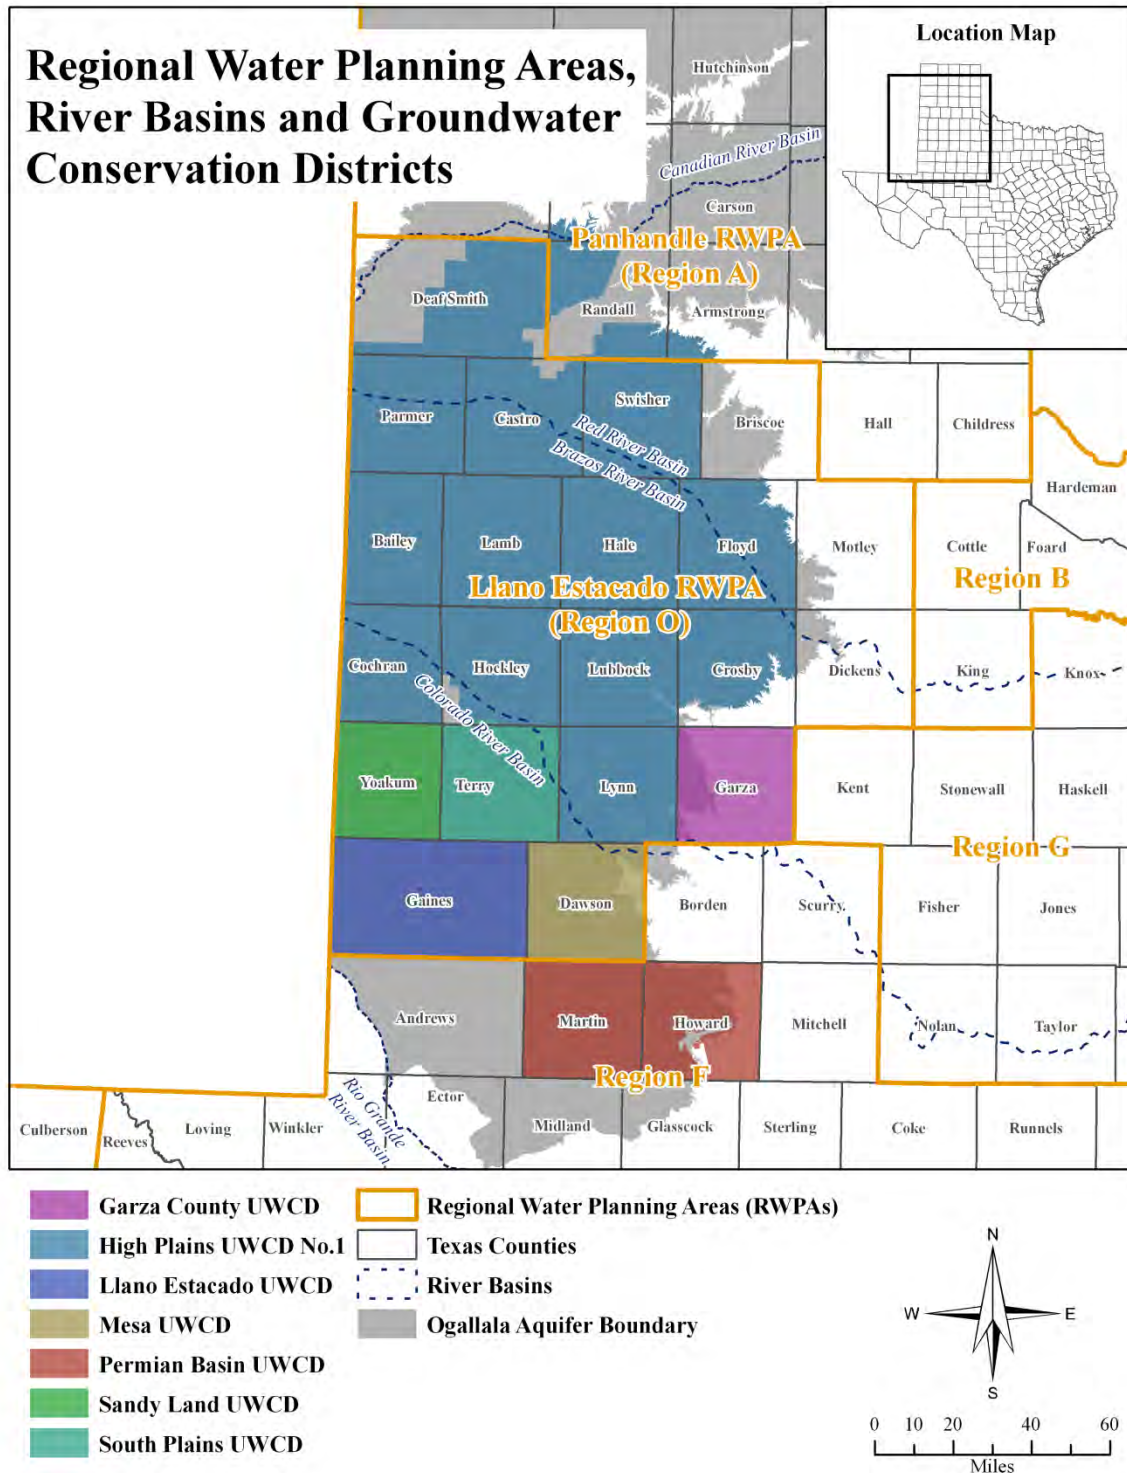 Regional Water Planning Areas,
River Basins and Groundwater
Conservation Districts
Location Map
Hutchinson
Canadian River Basin
Carson
Panhandle RWPA
(Region A)
Deaf Smith
Randall
Armstrong
Parmer
Castro
Swisher
Briscoe
Hall
Childress
Red River Basin
Brazos River Basin
Hardeman
Bailey
Lamb
Hale
Floyd
Motley
Cottle
Foard
Llano Estacado RWPA
(Region O)
Region B
Cochran
Hockley
Lubbock
Crosby
Dickens
King
Knox
Colorado River Basin
Yoakum
Terry
Lynn
Garza
Kent
Stonewall
Haskell
Region G
Gaines
Dawson
Borden
Scurry
Fisher
Jones
Andrews
Martin
Howard
Mitchell
Nolan
Taylor
Region F
Rio Grande
River Basin
Ector
Culberson
Reeves
Loving
Winkler
Midland
Glasscock
Sterling
Coke
Runnels
Garza County UWCD
High Plains UWCD No.1
Llano Estacado UWCD
Mesa UWCD
Permian Basin UWCD
Sandy Land UWCD
South Plains UWCD
Regional Water Planning Areas (RWPAs)
Texas Counties
River Basins
Ogallala Aquifer Boundary
N
W
E
S
0 10 20 40 60
Miles